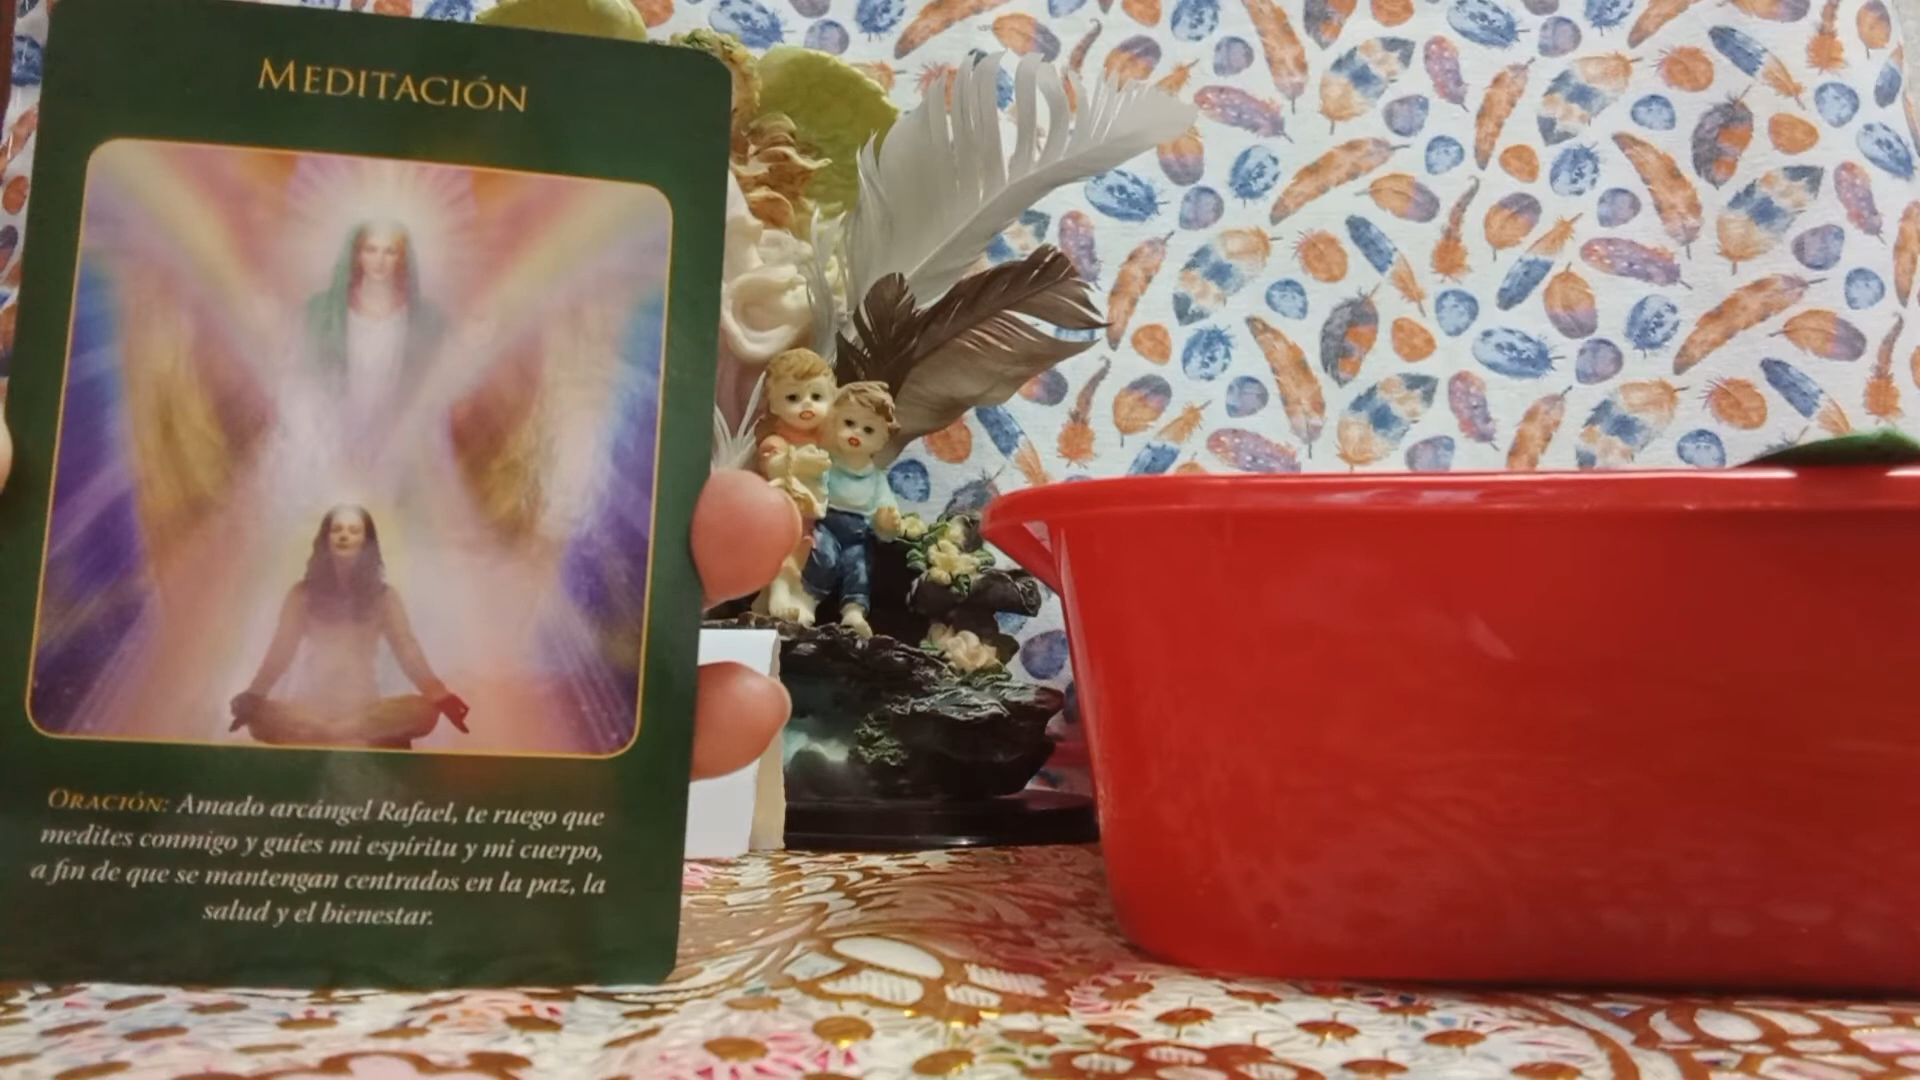 MEDITACIÓN
ORACIÓN: Amado arcángel Rafael, te ruego que
medites conmigo y guíes mi espíritu y mi cuerpo,
a fin de que se mantengan centrados en la paz, la
salud y el bienestar.